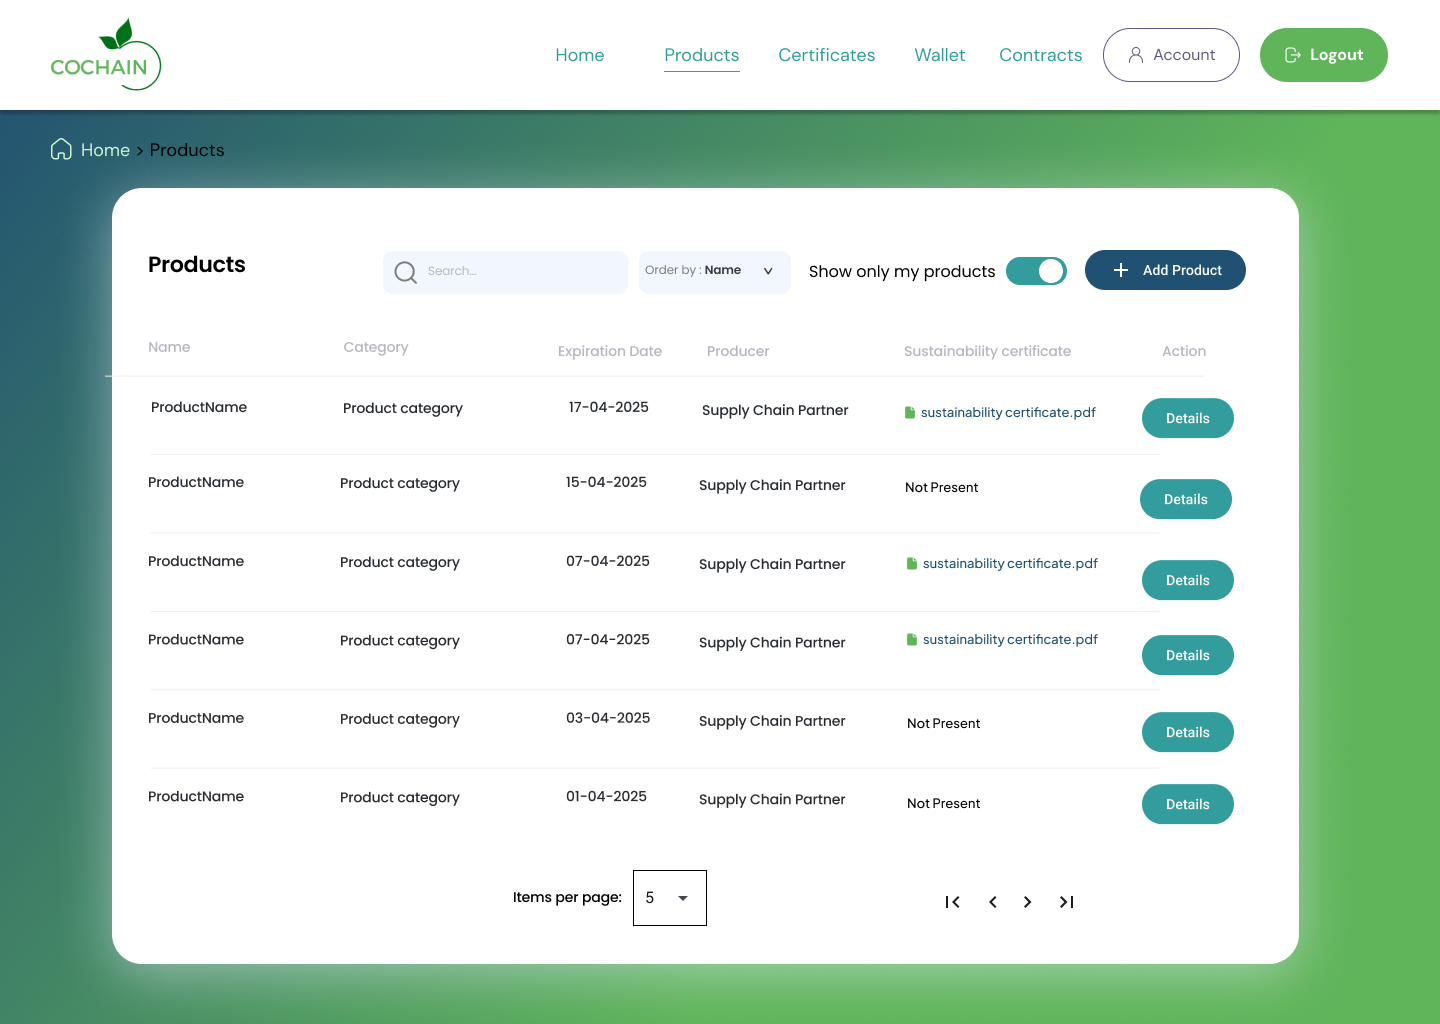 COCHAIN
Home Products Certificates Wallet Contracts Account Logout
Home > Products
Products
Search...
Order by : Name
Show only my products
Add Product
Name Category Expiration Date Producer Sustainability certificate Action
ProductName Product category 17-04-2025 Supply Chain Partner sustainability certificate.pdf Details
ProductName Product category 15-04-2025 Supply Chain Partner Not Present Details
ProductName Product category 07-04-2025 Supply Chain Partner sustainability certificate.pdf Details
ProductName Product category 07-04-2025 Supply Chain Partner sustainability certificate.pdf Details
ProductName Product category 03-04-2025 Supply Chain Partner Not Present Details
ProductName Product category 01-04-2025 Supply Chain Partner Not Present Details
Items per page: 5